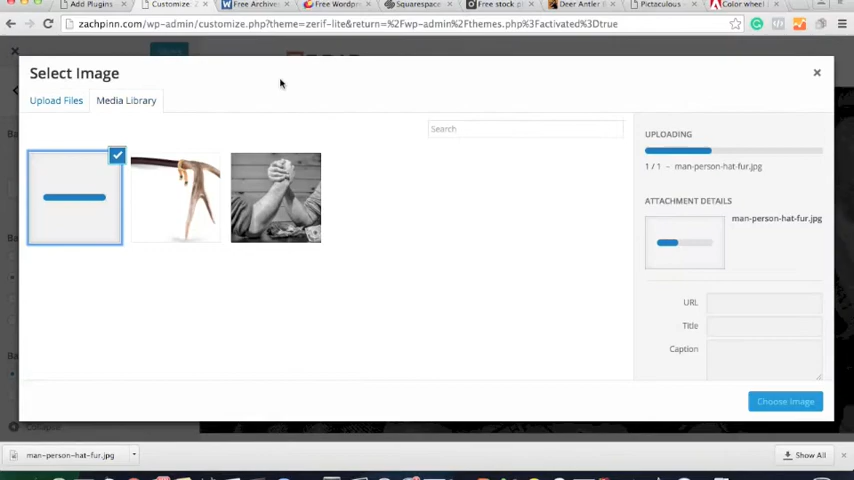 Add Plugins
Customize:
Free Archive
Free Wordpr
Squarespac
Free stock p
Deer Antler
Pictaculous
Color wheel
zachpinn.com/wp-admin/customize.php?theme=zerif-lite&return=%2Fwp-admin%2Fthemes.php%3Factivated%3Dtrue
Select Image
Upload Files
Media Library
Search
UPLOADING
1 / 1 – man-person-hat-fur.jpg
ATTACHMENT DETAILS
man-person-hat-fur.jpg
URL
Title
Caption
Choose Image
Collapse
man-person-hat-fur.jpg
Show All